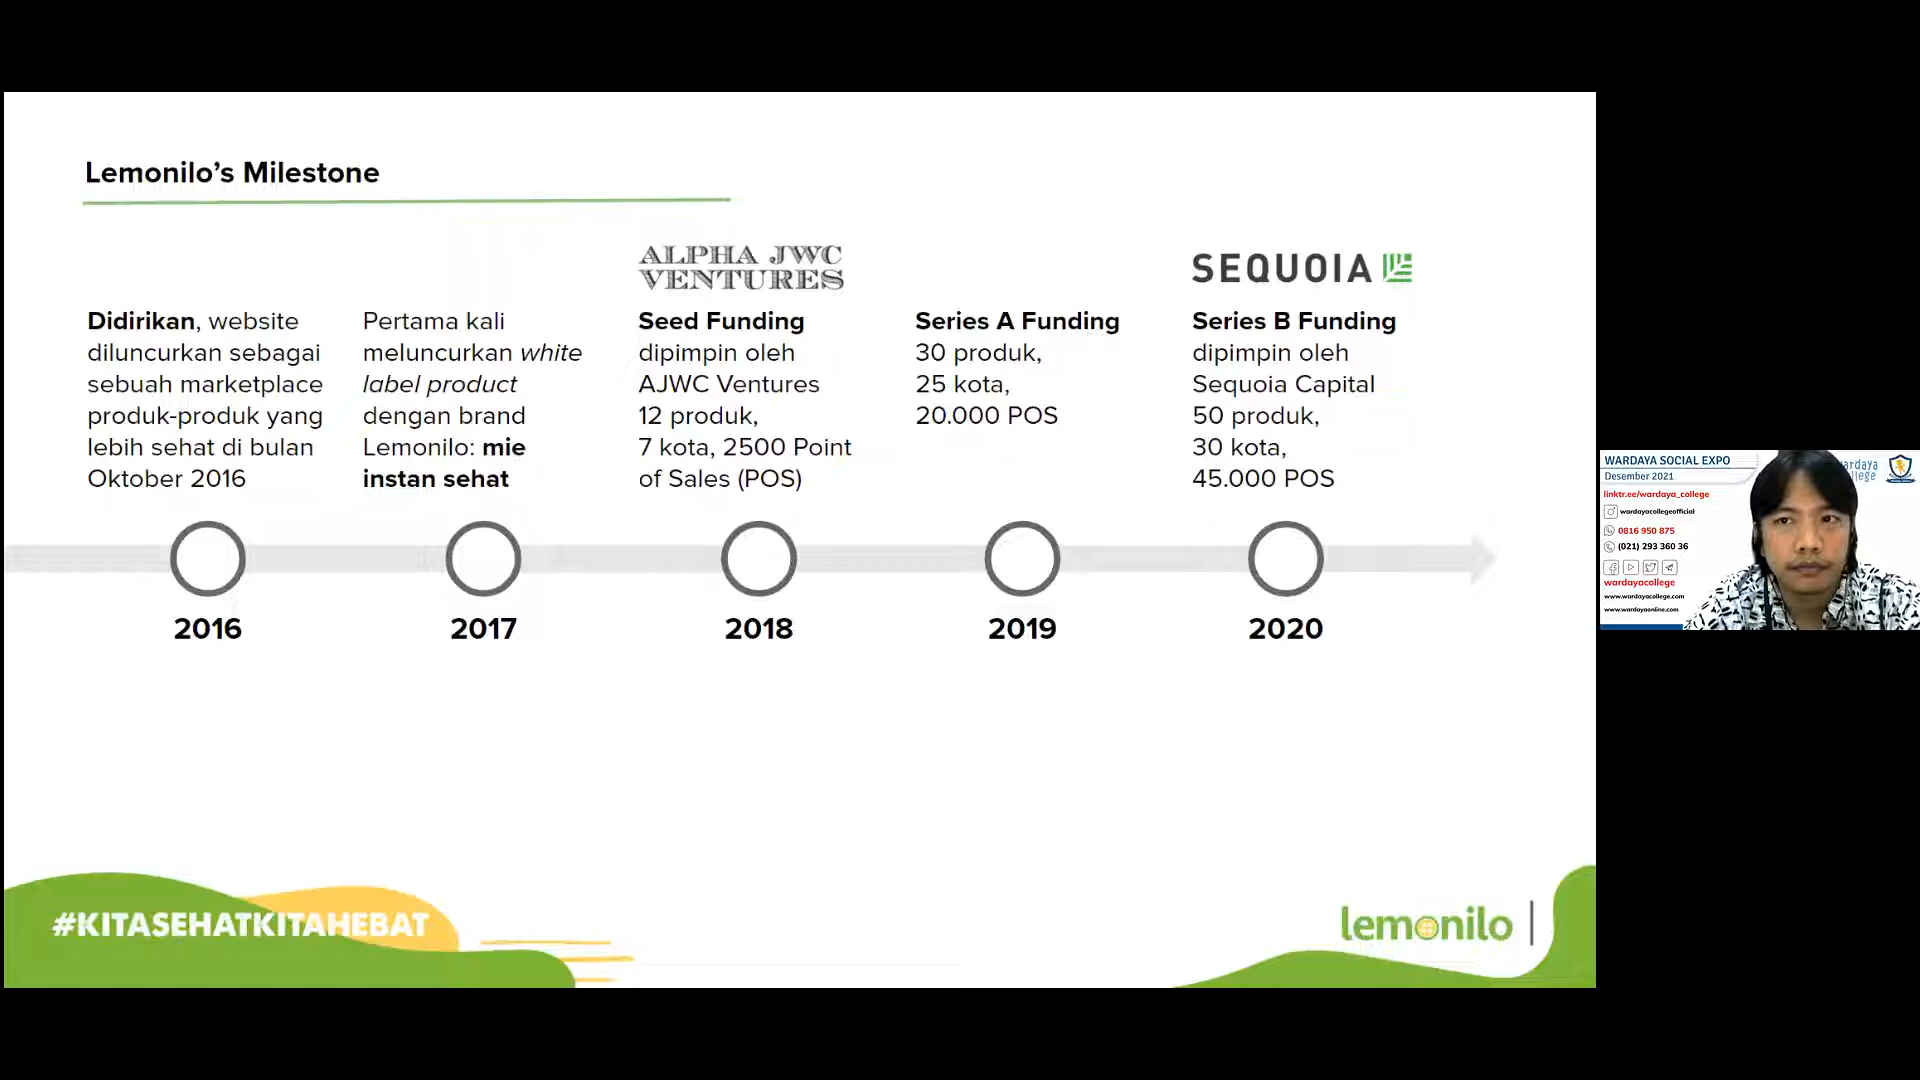 Lemonilo’s Milestone
Didirikan, website
diluncurkan sebagai
sebuah marketplace
produk-produk yang
lebih sehat di bulan
Oktober 2016
2016
Pertama kali
meluncurkan white
label product
dengan brand
Lemonilo: mie
instan sehat
2017
ALPHA JWC
VENTURES
Seed Funding
dipimpin oleh
AJWC Ventures
12 produk,
7 kota, 2500 Point
of Sales (POS)
2018
Series A Funding
30 produk,
25 kota,
20.000 POS
2019
SEQUOIA
Series B Funding
dipimpin oleh
Sequoia Capital
50 produk,
30 kota,
45.000 POS
2020
#KITASEHATKITAHEBAT
lemonilo
WARDAYA SOCIAL EXPO
Desember 2021
linktr.ee/wardaya_college
wardayacollegeofficial
0816 950 875
(021) 293 360 36
wardayacollege
www.wardayacollege.com
www.wardayaonline.com